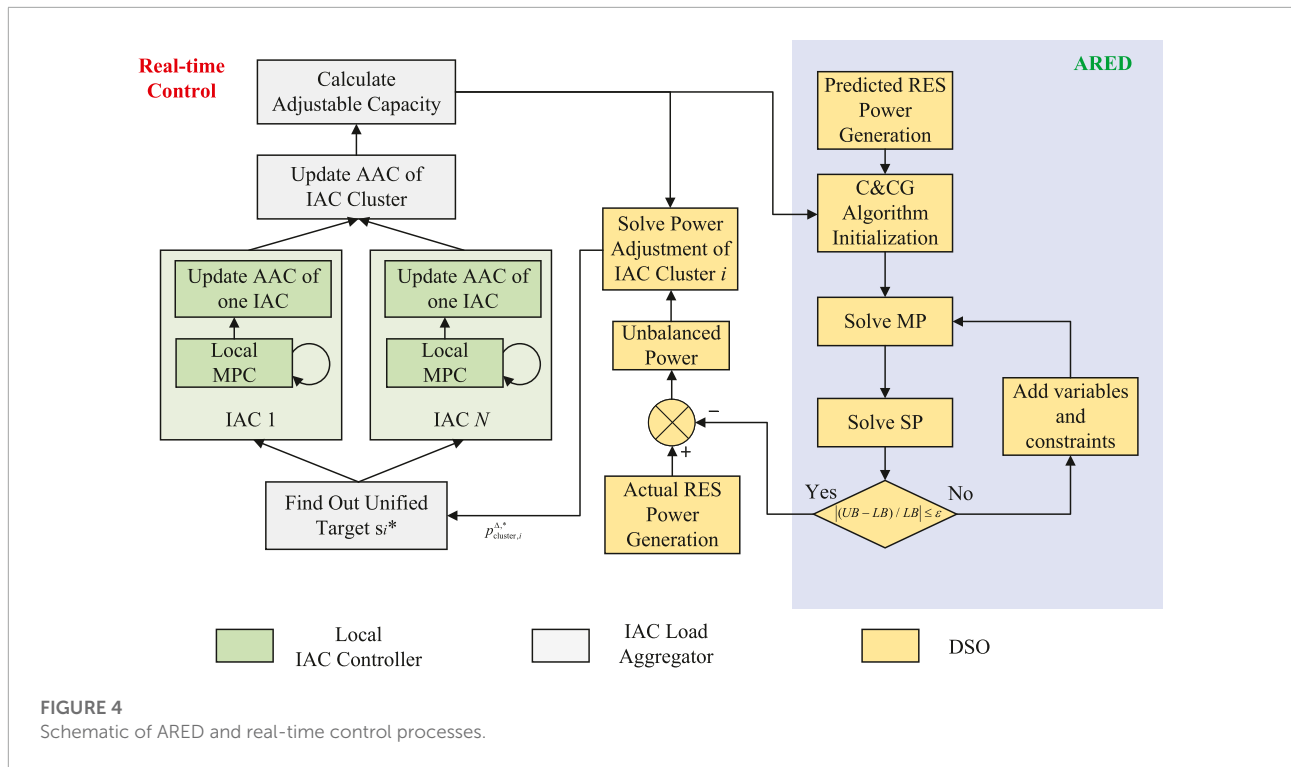 Real-time
Control
Calculate
Adjustable Capacity
Update AAC of
IAC Cluster
Update AAC of
one IAC
Local
MPC
IAC 1
Update AAC of
one IAC
Local
MPC
IAC N
Find Out Unified
Target si*
p^{Δ,*}_{cluster,i}
Solve Power
Adjustment of
IAC Cluster i
Unbalanced
Power
−
+
Actual RES
Power
Generation
ARED
Predicted RES
Power
Generation
C&CG
Algorithm
Initialization
Solve MP
Solve SP
Add variables
and
constraints
Yes
No
|(UB − LB) / LB| ≤ ε
Local
IAC Controller
IAC Load
Aggregator
DSO
FIGURE 4
Schematic of ARED and real-time control processes.